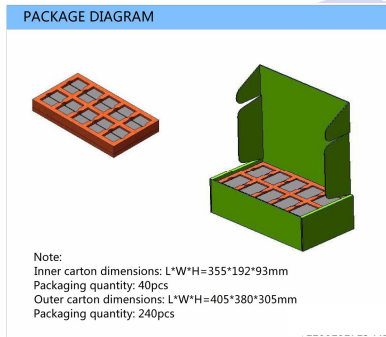 PACKAGE DIAGRAM
Note:
Inner carton dimensions: L*W*H=355*192*93mm
Packaging quantity: 40pcs
Outer carton dimensions: L*W*H=405*380*305mm
Packaging quantity: 240pcs